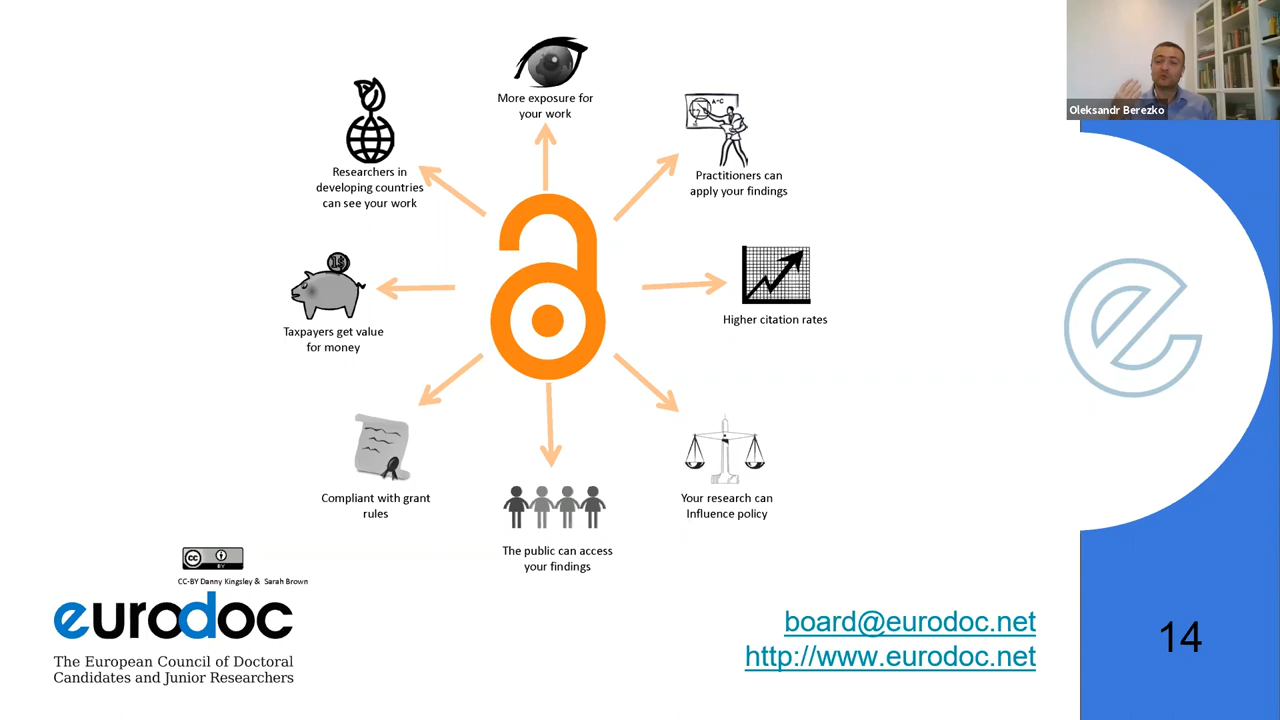 More exposure for
your work
Oleksandr Berezko
Researchers in
developing countries
can see your work
A-C
Practitioners can
apply your findings
1$
Taxpayers get value
for money
Higher citation rates
Compliant with grant
rules
Your research can
Influence policy
The public can access
your findings
cc
BY
CC-BY Danny Kingsley & Sarah Brown
eurodoc
The European Council of Doctoral
Candidates and Junior Researchers
board@eurodoc.net
http://www.eurodoc.net
14